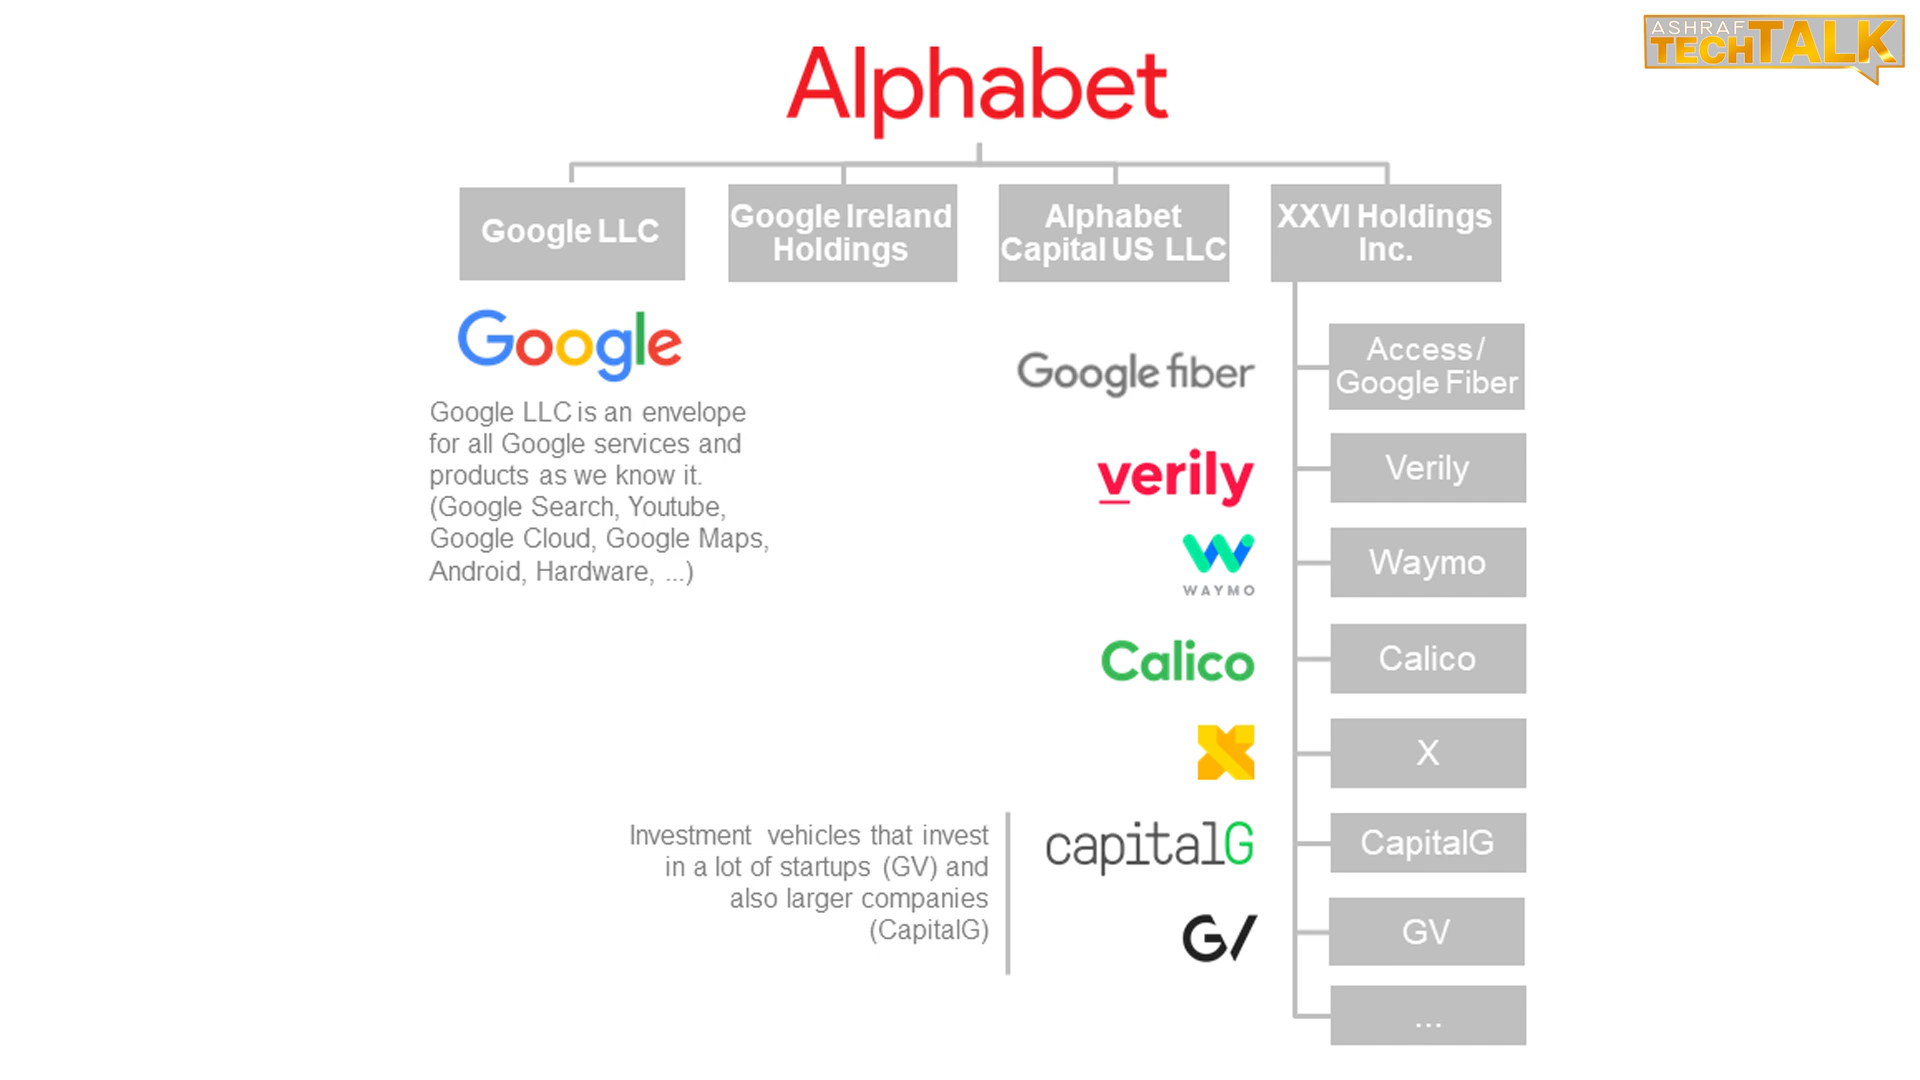 ASHRAF
TECHTALK
Alphabet
Google LLC
Google Ireland
Holdings
Alphabet
Capital US LLC
XXVI Holdings
Inc.
Google
Google LLC is an envelope
for all Google services and
products as we know it.
(Google Search, Youtube,
Google Cloud, Google Maps,
Android, Hardware, ...)
Google fiber
Access/
Google Fiber
verily
Verily
WAYMO
Waymo
Calico
Calico
X
X
Investment vehicles that invest
in a lot of startups (GV) and
also larger companies
(CapitalG)
capitalG
CapitalG
G/
GV
...